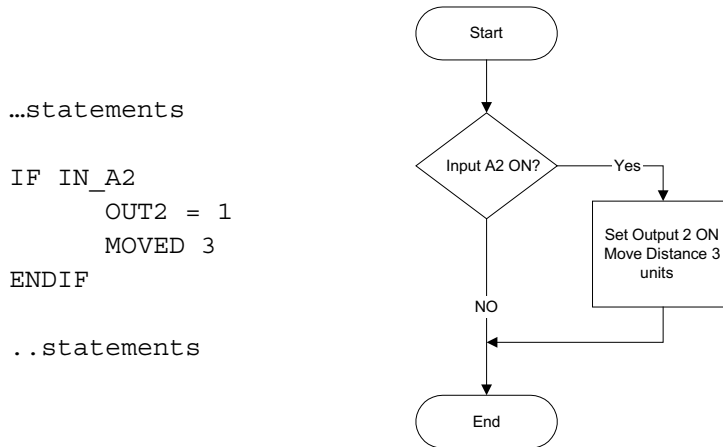 …statements
IF IN_A2
OUT2 = 1
MOVED 3
ENDIF
..statements
Start
Input A2 ON?
Yes
Set Output 2 ON
Move Distance 3
units
NO
End